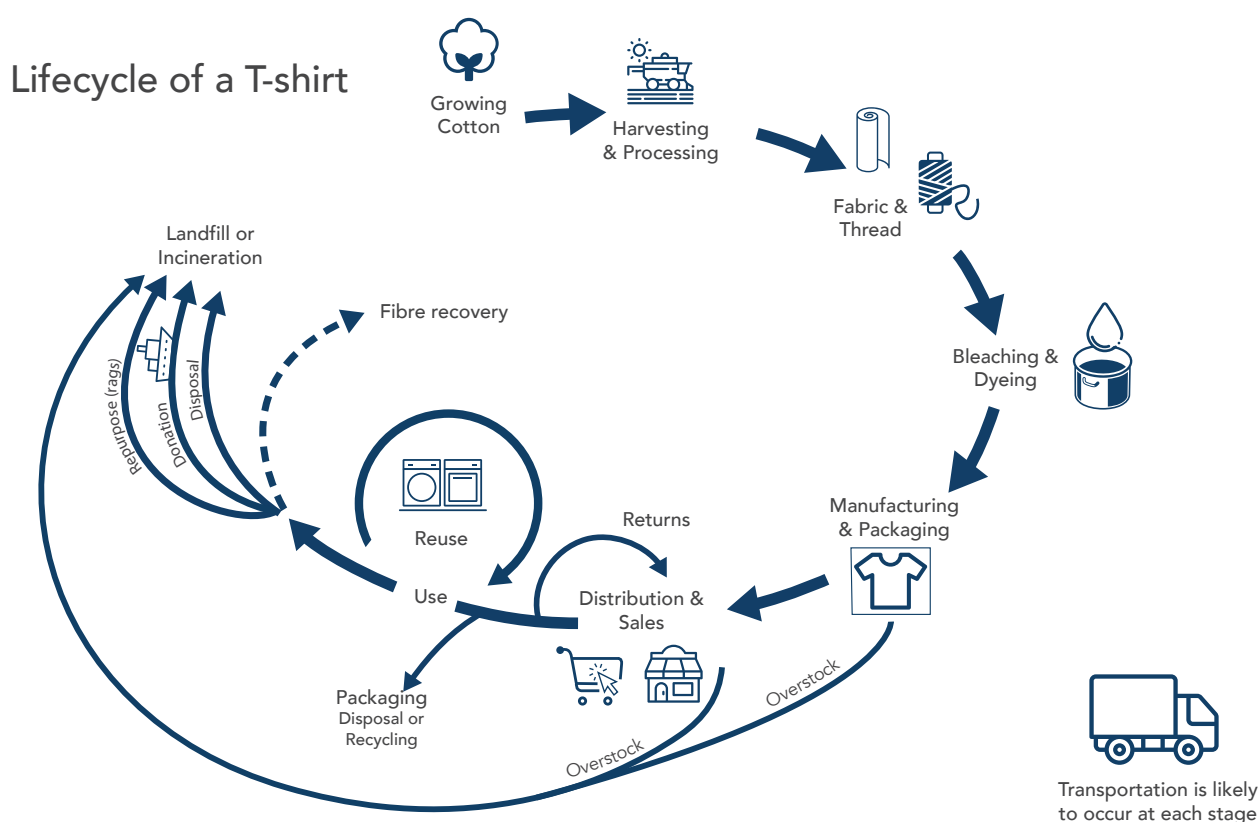 Lifecycle of a T-shirt
Growing
Cotton
Harvesting
& Processing
Fabric &
Thread
Bleaching &
Dyeing
Manufacturing
& Packaging
Overstock
Distribution &
Sales
Overstock
Returns
Use
Reuse
Packaging
Disposal or
Recycling
Fibre recovery
Disposal
Donation
Repurpose (rags)
Landfill or
Incineration
Transportation is likely
to occur at each stage